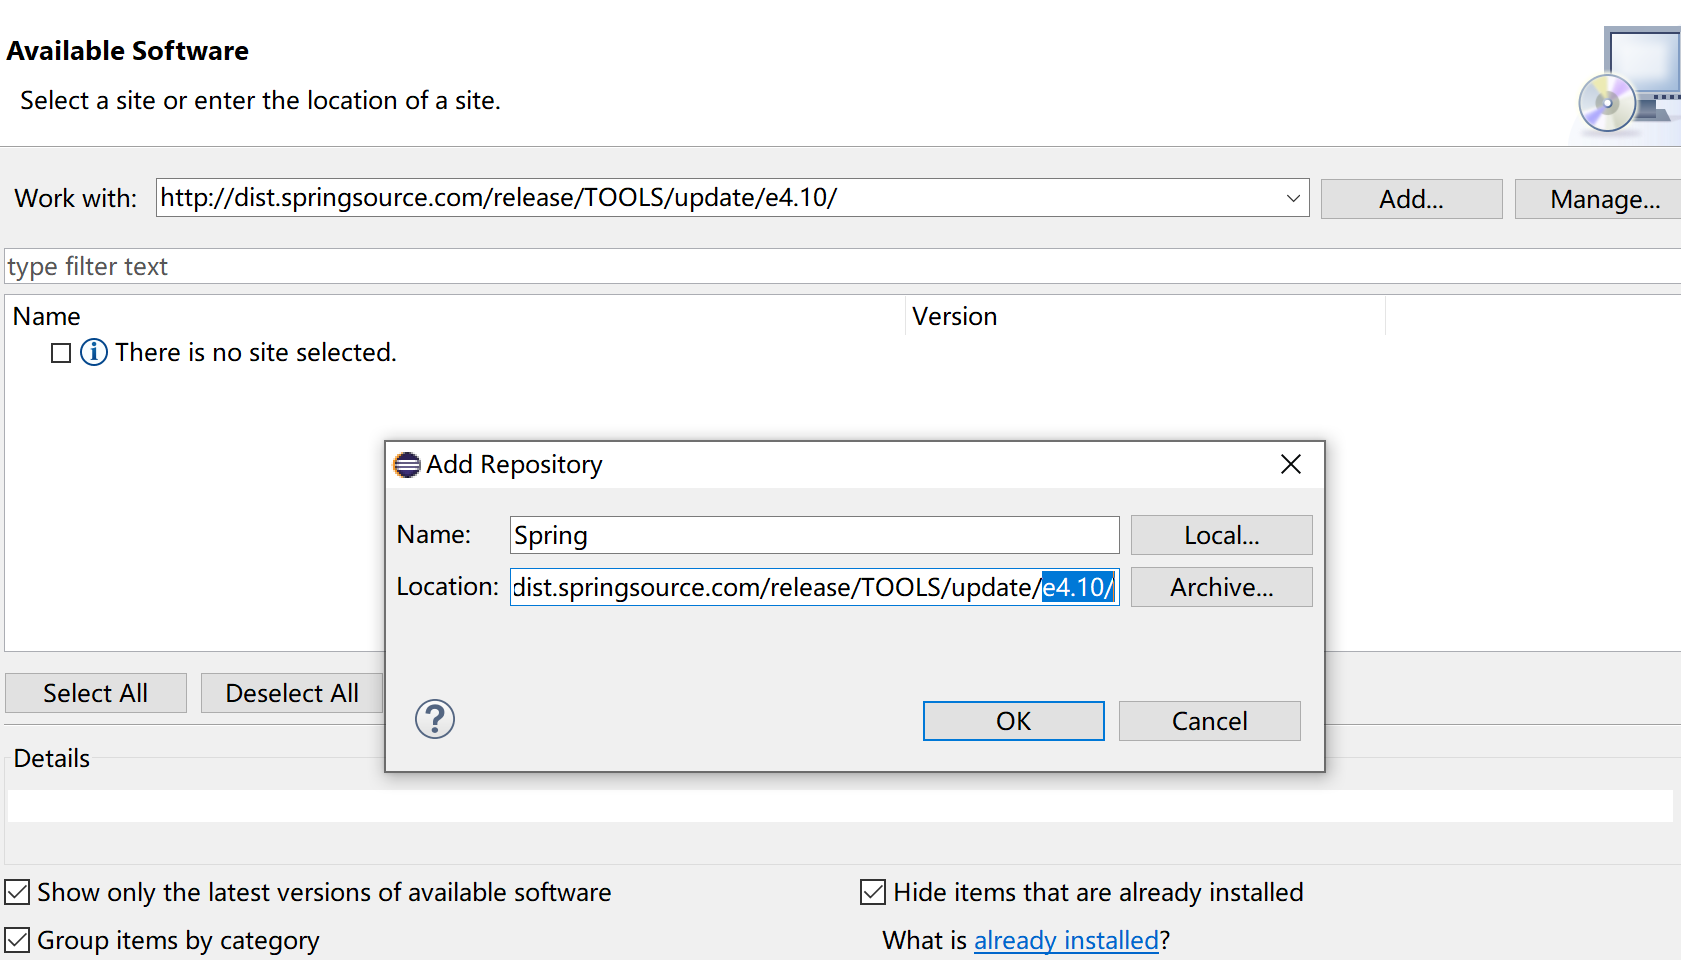 Available Software
Select a site or enter the location of a site.
Work with: http://dist.springsource.com/release/TOOLS/update/e4.10/ Add... Manage...
type filter text
Name Version
There is no site selected.
Add Repository
Name: Spring Local...
Location: dist.springsource.com/release/TOOLS/update/e4.10/ Archive...
Select All Deselect All
? OK Cancel
Details
Show only the latest versions of available software Hide items that are already installed
Group items by category What is already installed?